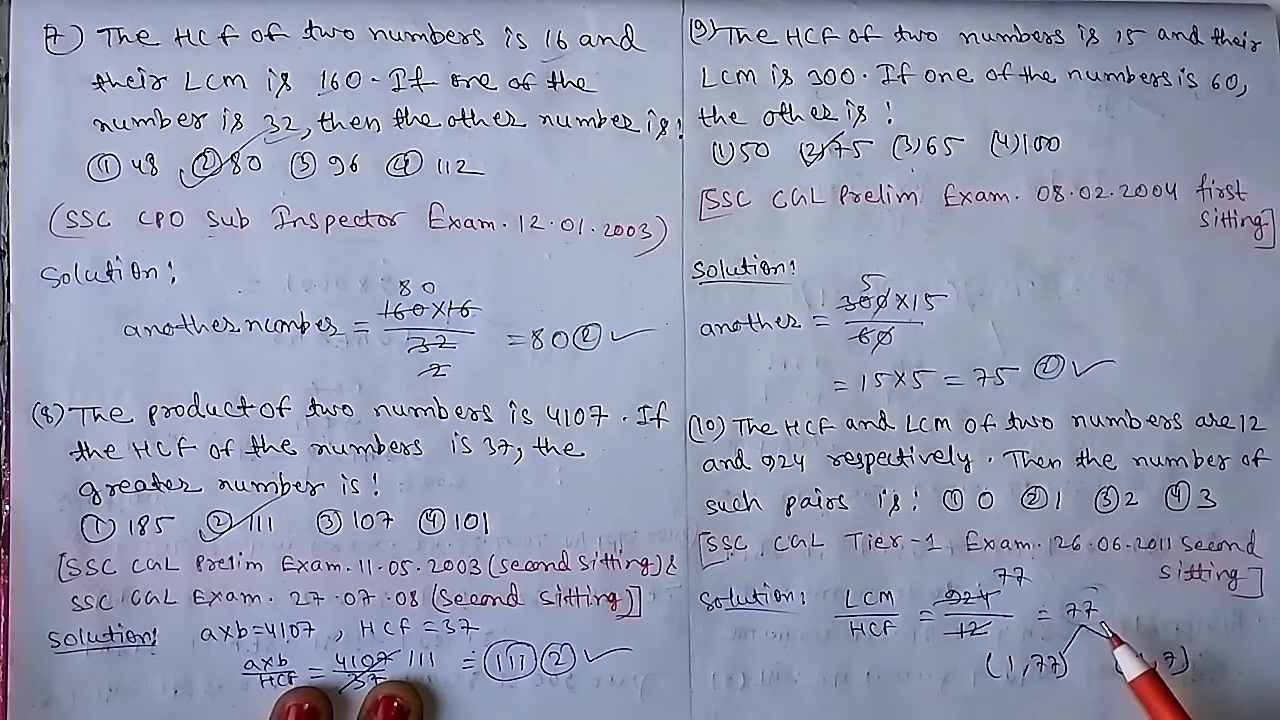 7) The HCF of two numbers is 16 and
their LCM is 160. If one of the
number is 32, then the other number is:
① 48 ② 80 ③ 96 ④ 112
(SSC CPO Sub Inspector Exam. 12.01.2003)
Solution:
80
another number = 160×16 / 32 = 80 ② ✓
2
(8) The product of two numbers is 4107. If
the HCF of the numbers is 37, the
greater number is:
① 185 ② 111 ③ 107 ④ 101
[SSC CGL Prelim Exam. 11.05.2003 (second sitting) &
SSC CGL Exam. 27.07.08 (Second Sitting)]
Solution: a×b=4107, HCF = 37
a×b / HCF = 4107 / 37 111 = 111 ② ✓
(9) The HCF of two numbers is 15 and their
LCM is 300. If one of the numbers is 60,
the other is:
(1) 50 (2) 75 (3) 65 (4) 100
[SSC CGL Prelim Exam. 08.02.2004 first
sitting]
Solution:
5
another = 300×15 / 60
= 15×5 = 75 ② ✓
(10) The HCF and LCM of two numbers are 12
and 924 respectively. Then the number of
such pairs is: ① 0 ② 1 ③ 2 ④ 3
[SSC CGL Tier-1 Exam. 26.06.2011 second
sitting]
77
Solution: LCM / HCF = 924 / 12 = 77
(1,77) ,7)